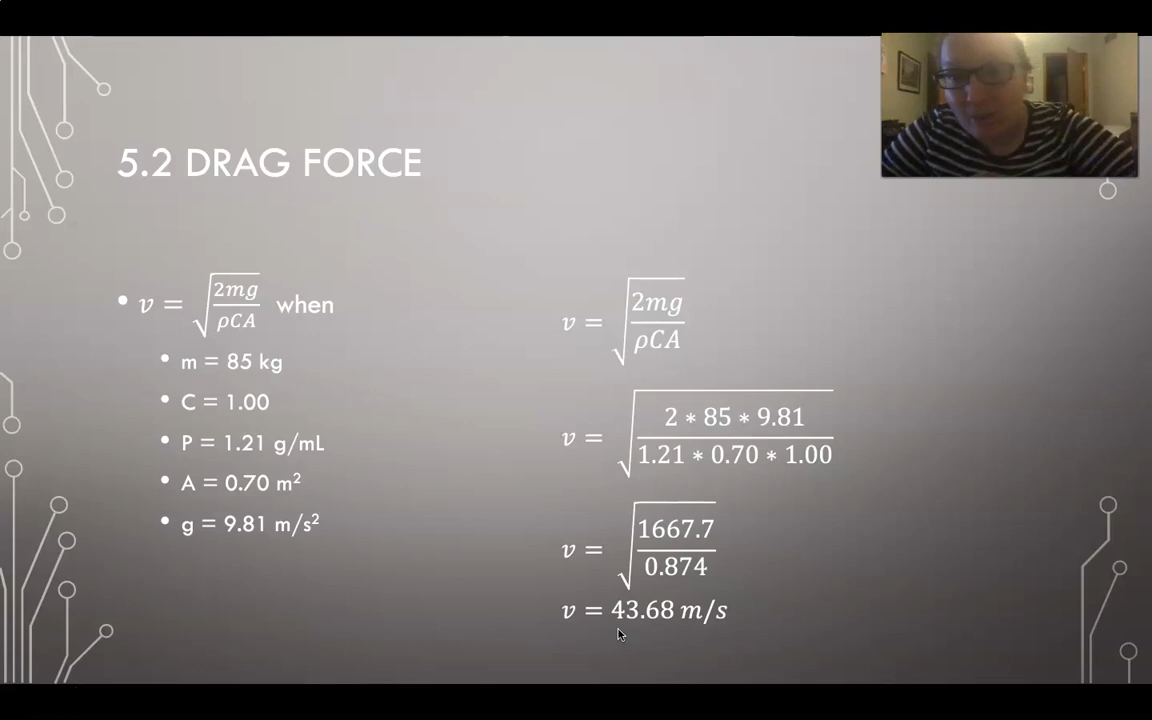 5.2 DRAG FORCE
• v = √(2mg/ρCA) when
• m = 85 kg
• C = 1.00
• P = 1.21 g/mL
• A = 0.70 m²
• g = 9.81 m/s²
v = √(2mg/ρCA)
v = √(2 * 85 * 9.81/1.21 * 0.70 * 1.00)
v = √(1667.7/0.874)
v = 43.68 m/s